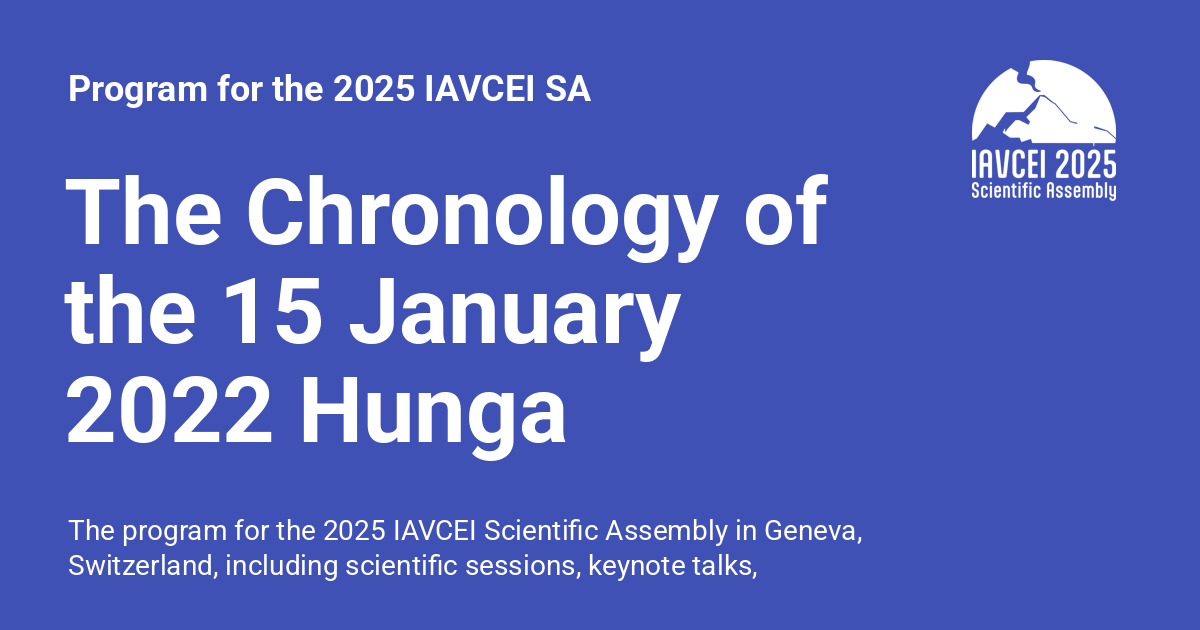 Program for the 2025 IAVCEI SA
IAVCEI 2025
Scientific Assembly
The Chronology of
the 15 January
2022 Hunga
The program for the 2025 IAVCEI Scientific Assembly in Geneva,
Switzerland, including scientific sessions, keynote talks,